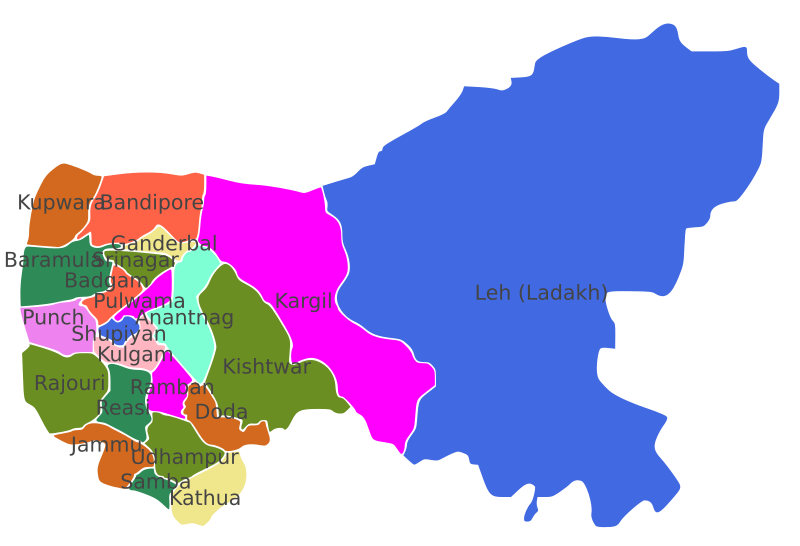 Kupwara
Bandipore
Ganderbal
Baramula
Srinagar
Badgam
Leh (Ladakh)
Pulwama
Kargil
Punch
Anantnag
Shupiyan
Kulgam
Kishtwar
Rajouri
Ramban
Reasi
Doda
Jammu
Udhampur
Samba
Kathua